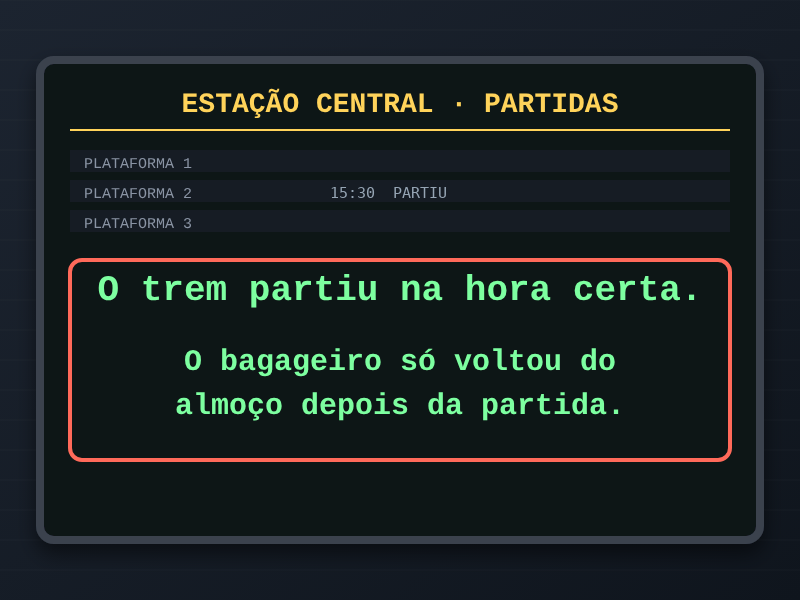 ESTAÇÃO CENTRAL · PARTIDAS
PLATAFORMA 1
PLATAFORMA 2 15:30 PARTIU
PLATAFORMA 3
O trem partiu na hora certa.
O bagageiro só voltou do
almoço depois da partida.